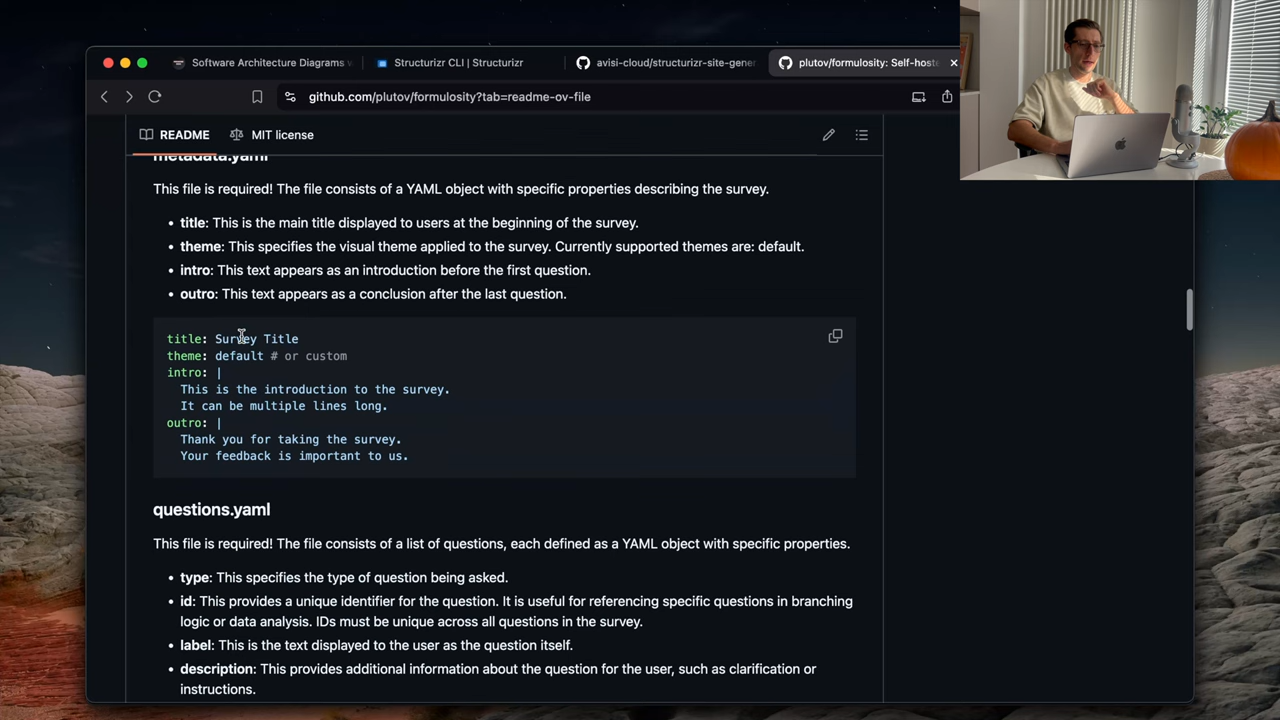 Software Architecture Diagrams
Structurizr CLI | Structurizr
avisi-cloud/structurizr-site-gener
plutov/formulosity: Self-hoste
github.com/plutov/formulosity?tab=readme-ov-file
README
MIT license
metadata.yaml
This file is required! The file consists of a YAML object with specific properties describing the survey.
• title: This is the main title displayed to users at the beginning of the survey.
• theme: This specifies the visual theme applied to the survey. Currently supported themes are: default.
• intro: This text appears as an introduction before the first question.
• outro: This text appears as a conclusion after the last question.
title: Survey Title
theme: default # or custom
intro: |
This is the introduction to the survey.
It can be multiple lines long.
outro: |
Thank you for taking the survey.
Your feedback is important to us.
questions.yaml
This file is required! The file consists of a list of questions, each defined as a YAML object with specific properties.
• type: This specifies the type of question being asked.
• id: This provides a unique identifier for the question. It is useful for referencing specific questions in branching
logic or data analysis. IDs must be unique across all questions in the survey.
• label: This is the text displayed to the user as the question itself.
• description: This provides additional information about the question for the user, such as clarification or
instructions.